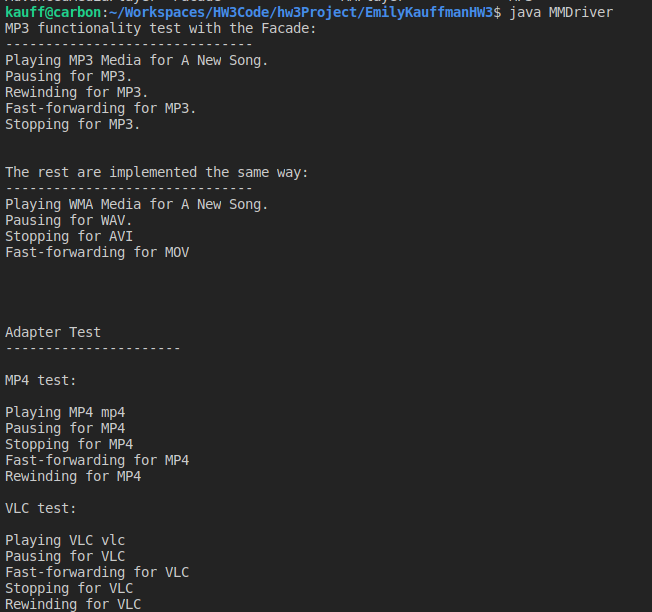 kauff@carbon:~/Workspaces/HW3Code/hw3Project/EmilyKauffmanHW3$ java MMDriver
MP3 functionality test with the Facade:
-------------------------------
Playing MP3 Media for A New Song.
Pausing for MP3.
Rewinding for MP3.
Fast-forwarding for MP3.
Stopping for MP3.
The rest are implemented the same way:
-------------------------------
Playing WMA Media for A New Song.
Pausing for WAV.
Stopping for AVI
Fast-forwarding for MOV
Adapter Test
----------------------
MP4 test:
Playing MP4 mp4
Pausing for MP4
Stopping for MP4
Fast-forwarding for MP4
Rewinding for MP4
VLC test:
Playing VLC vlc
Pausing for VLC
Fast-forwarding for VLC
Stopping for VLC
Rewinding for VLC